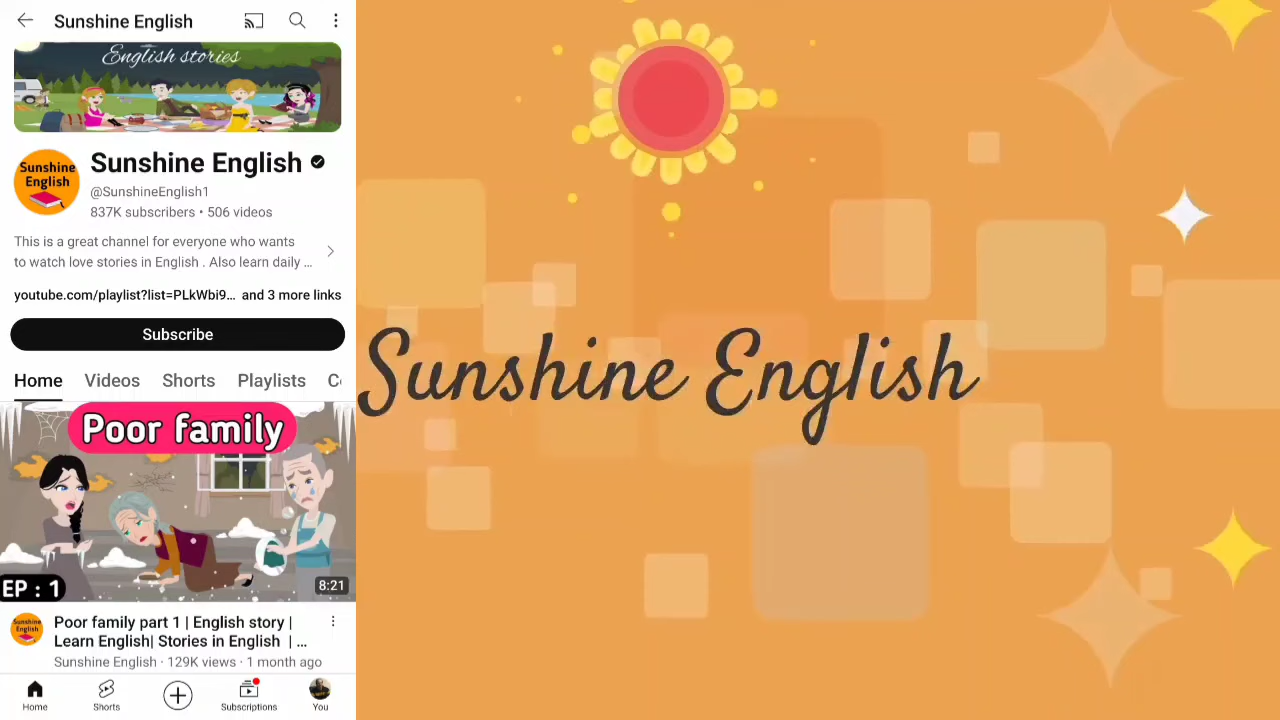 Sunshine English
English stories
Sunshine
English
Sunshine English
@SunshineEnglish1
837K subscribers • 506 videos
This is a great channel for everyone who wants
to watch love stories in English . Also learn daily ...
youtube.com/playlist?list=PLkWbi9... and 3 more links
Subscribe
Home Videos Shorts Playlists
Poor family
EP : 1
8:21
Sunshine
English
Poor family part 1 | English story |
Learn English| Stories in English | ...
Sunshine English · 129K views · 1 month ago
Home Shorts Subscriptions You
Sunshine English